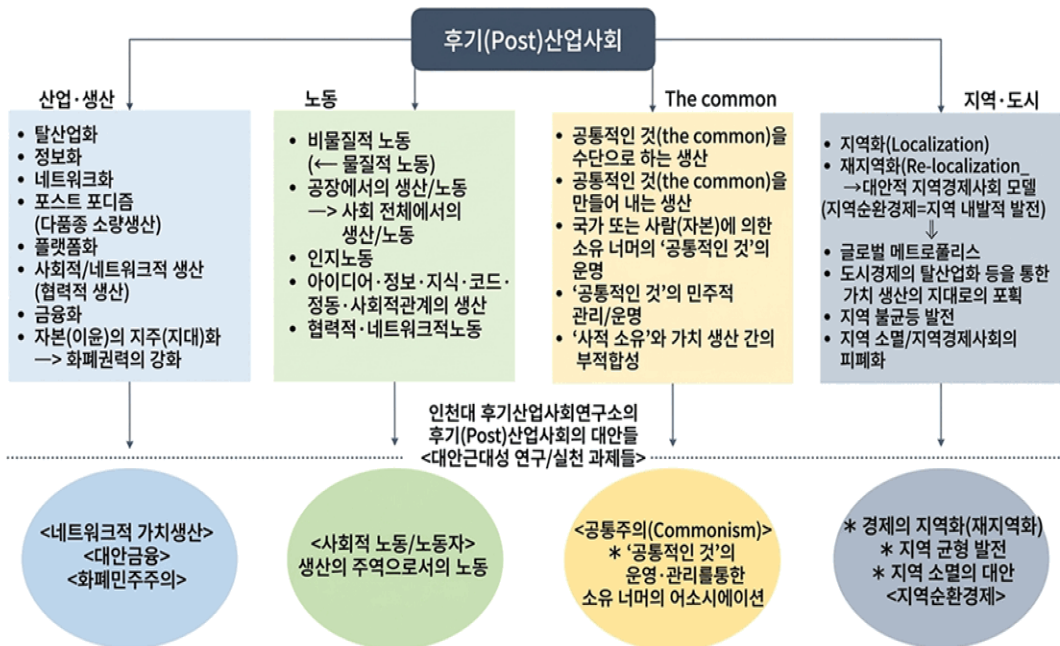 후기(Post)산업사회
산업·생산
• 탈산업화
• 정보화
• 네트워크화
• 포스트 포디즘
(다품종 소량생산)
• 플랫폼화
• 사회적/네트워크적 생산
(협력적 생산)
• 금융화
• 자본(이윤)의 지주(지대)화
—> 화폐권력의 강화
노동
• 비물질적 노동
(← 물질적 노동)
• 공장에서의 생산/노동
—> 사회 전체에서의
생산/노동
• 인지노동
• 아이디어·정보·지식·코드·
정동·사회적관계의 생산
• 협력적·네트워크적노동
The common
• 공통적인 것(the common)을
수단으로 하는 생산
• 공통적인 것(the common)을
만들어 내는 생산
• 국가 또는 사람(자본)에 의한
소유 너머의 ‘공통적인 것’의
운명
• ‘공통적인 것’의 민주적
관리/운명
• ‘사적 소유’와 가치 생산 간의
부적합성
지역·도시
• 지역화(Localization)
• 재지역화(Re-localization_
→대안적 지역경제사회 모델
(지역순환경제=지역 내발적 발전)
⇓
• 글로벌 메트로폴리스
• 도시경제의 탈산업화 등을 통한
가치 생산의 지대로의 포획
• 지역 불균등 발전
• 지역 소멸/지역경제사회의
피폐화
인천대 후기산업사회연구소의
후기(Post)산업사회의 대안들
<대안근대성 연구/실천 과제들>
<네트워크적 가치생산>
<대안금융>
<화폐민주주의>
<사회적 노동/노동자>
생산의 주역으로서의 노동
<공통주의(Commonism)>
* ‘공통적인 것’의
운영·관리를통한
소유 너머의 어소시에이션
* 경제의 지역화(재지역화)
* 지역 균형 발전
* 지역 소멸의 대안
<지역순환경제>